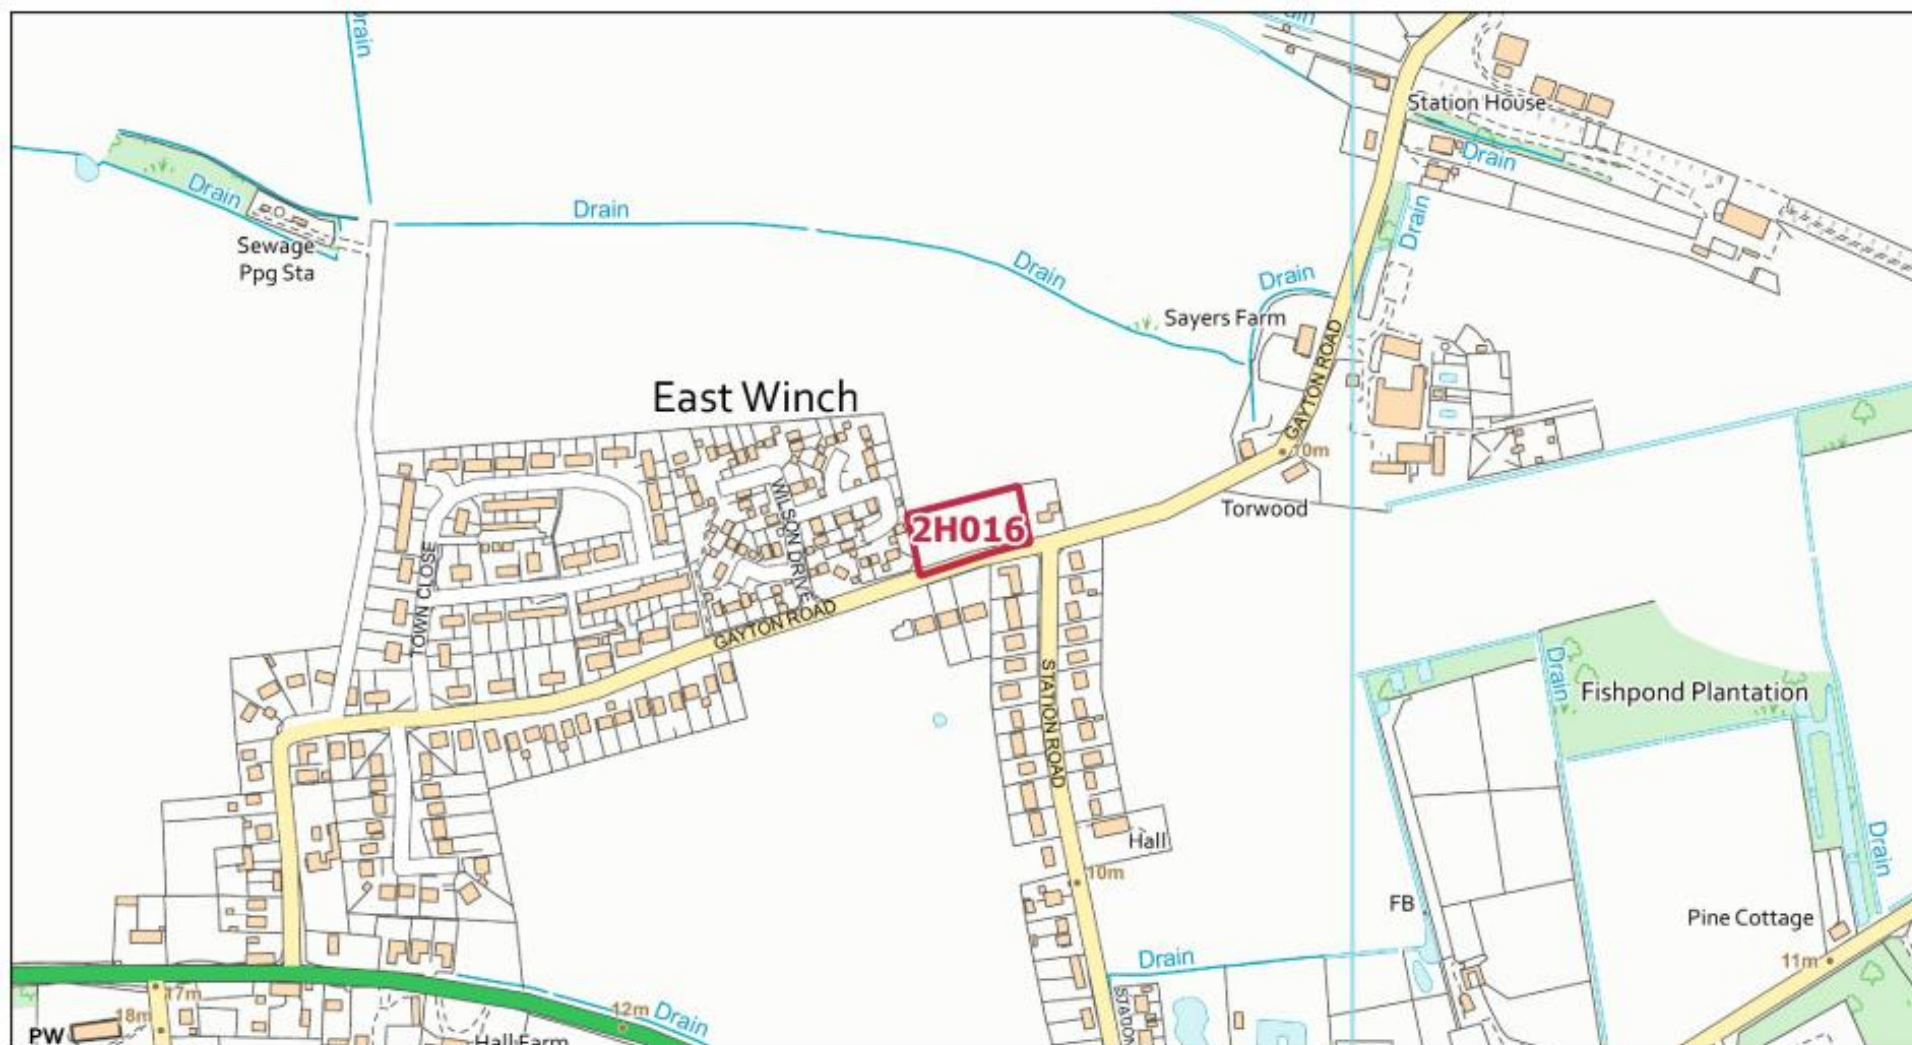 Drain
ain
Station House
Drain
Drain
Drain
Drain
Sewage
Ppg Sta
Drain
Drain
Sayers Farm
GAYTON ROAD
East Winch
10m
Torwood
WILSON DRIVE
2H016
TOWN CLOSE
GAYTON ROAD
STATION ROAD
Drain
Fishpond Plantation
Hall
Drain
10m
FB
Pine Cottage
11m
Drain
17m
18m
12m
Drain
PW
Hall Farm
STATION